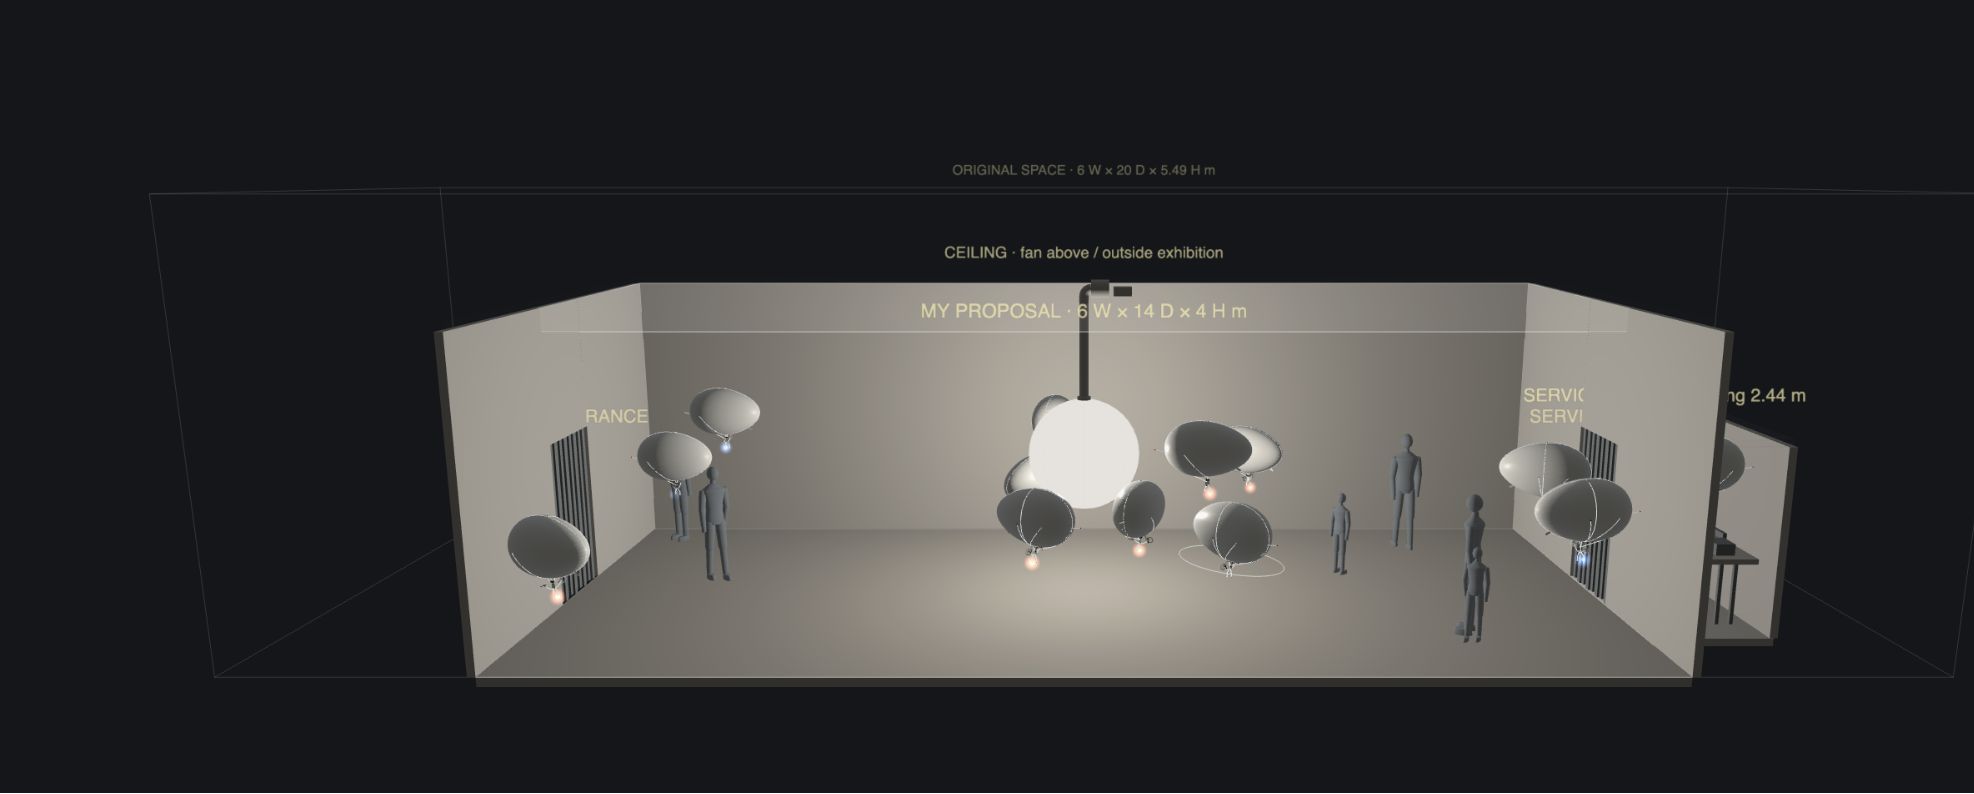 ORIGINAL SPACE · 6 W × 20 D × 5.49 H m
CEILING · fan above / outside exhibition
MY PROPOSAL · 6 W × 14 D × 4 H m
SERVIC
ng 2.44 m
RANCE
SERVI